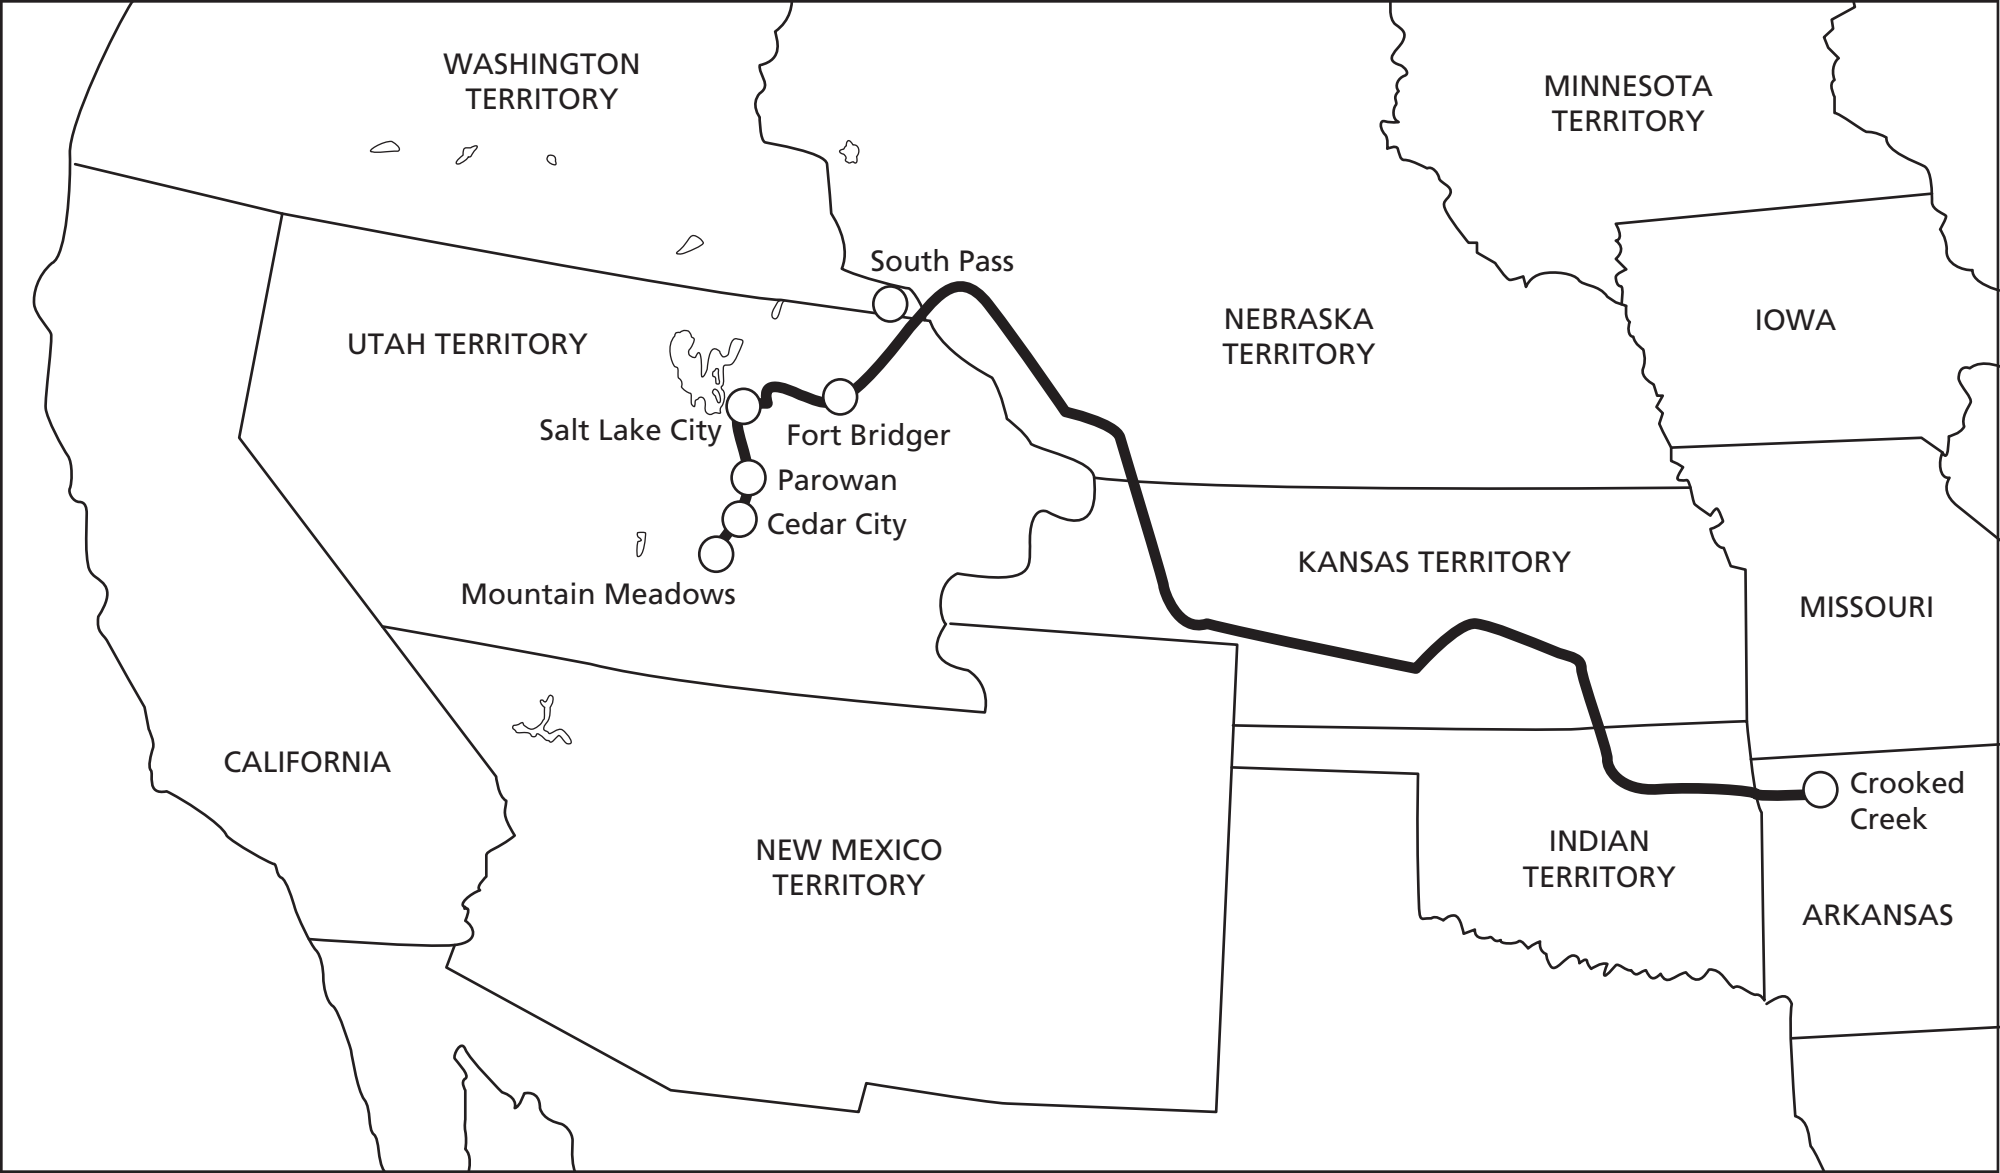 WASHINGTON
TERRITORY
MINNESOTA
TERRITORY
South Pass
NEBRASKA
TERRITORY
IOWA
UTAH TERRITORY
Salt Lake City
Fort Bridger
Parowan
Cedar City
Mountain Meadows
KANSAS TERRITORY
MISSOURI
CALIFORNIA
Crooked
Creek
NEW MEXICO
TERRITORY
INDIAN
TERRITORY
ARKANSAS